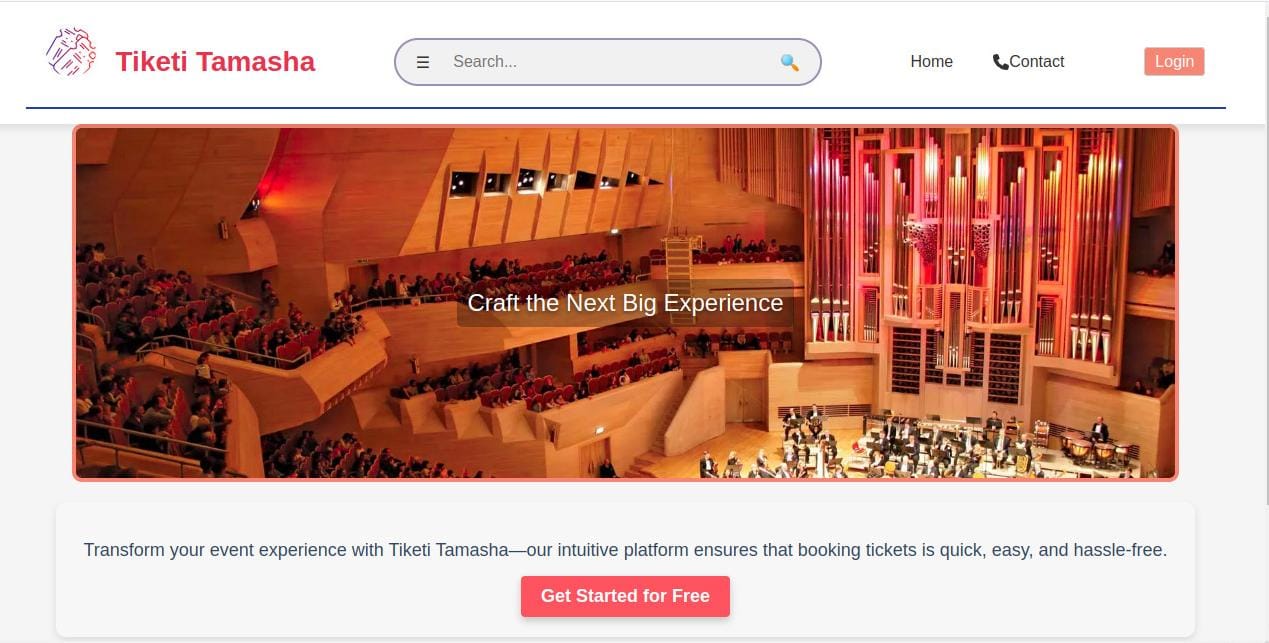 Tiketi Tamasha
Search...
Home
Contact
Login
Craft the Next Big Experience
Transform your event experience with Tiketi Tamasha—our intuitive platform ensures that booking tickets is quick, easy, and hassle-free.
Get Started for Free